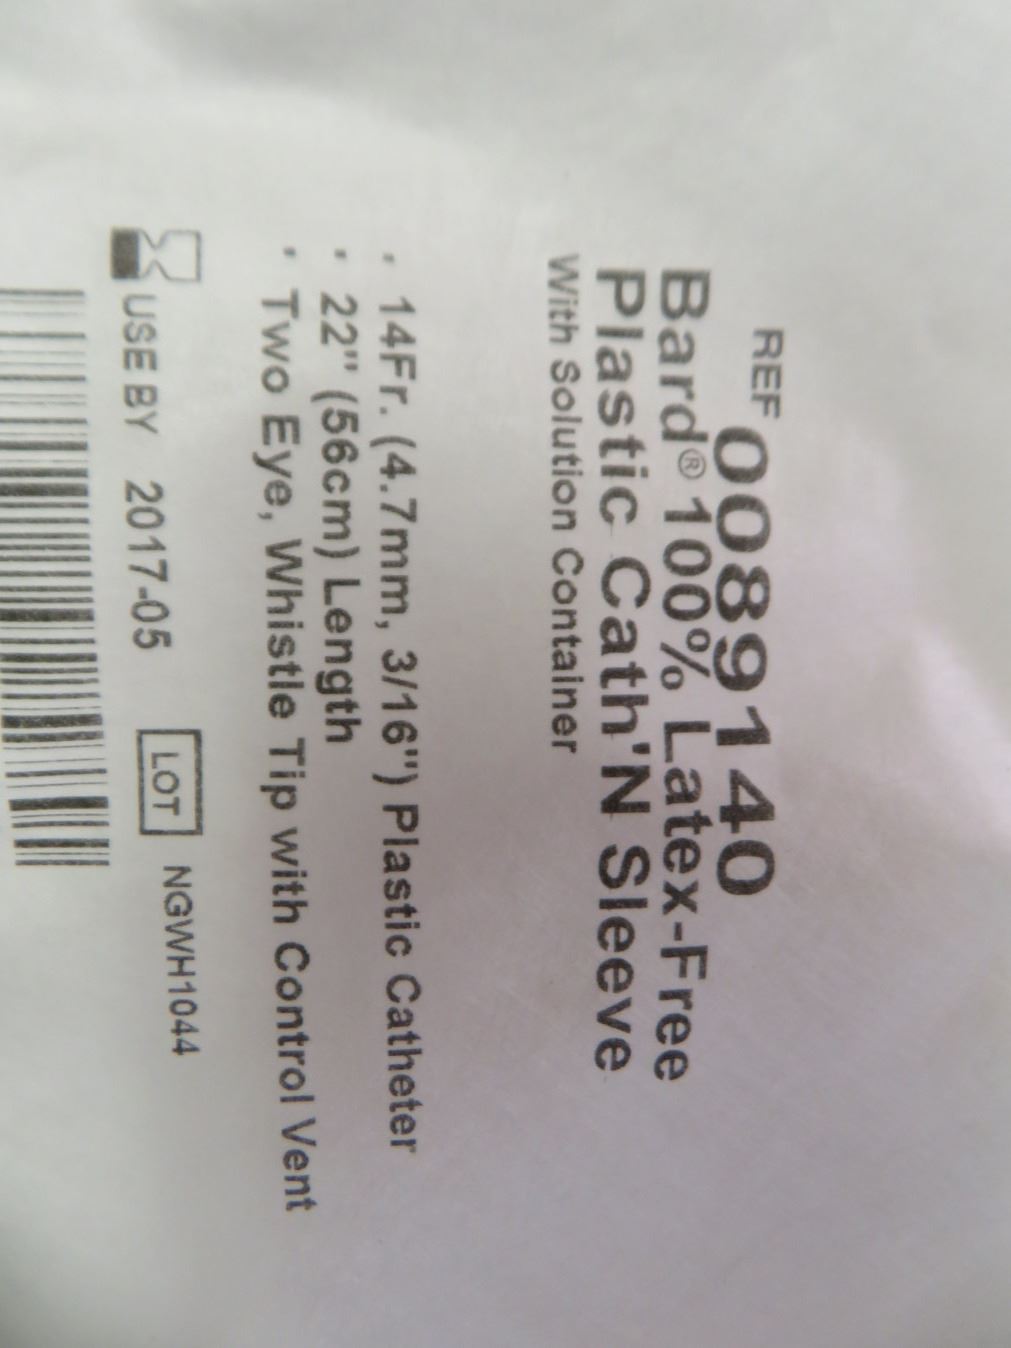 REF 0089140
Bard® 100% Latex-Free
Plastic Cath'N Sleeve
With Solution Container
· 14Fr. (4.7mm, 3/16") Plastic Catheter
· 22" (56cm) Length
· Two Eye, Whistle Tip with Control Vent
USE BY 2017-05 LOT NGWH1044